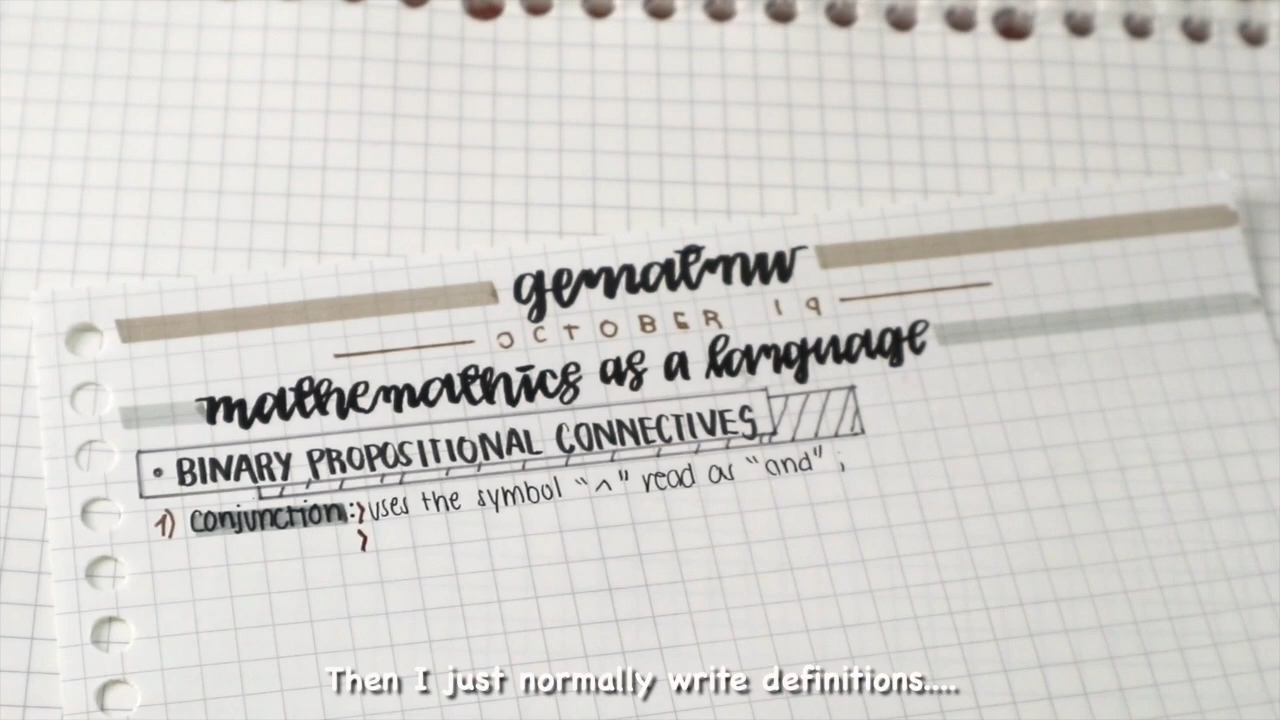 gematmw
OCTOBER 19
mathemathics as a language
• BINARY PROPOSITIONAL CONNECTIVES
1) Conjunction: uses the symbol "^" read as "and" ;
Then I just normally write definitions....